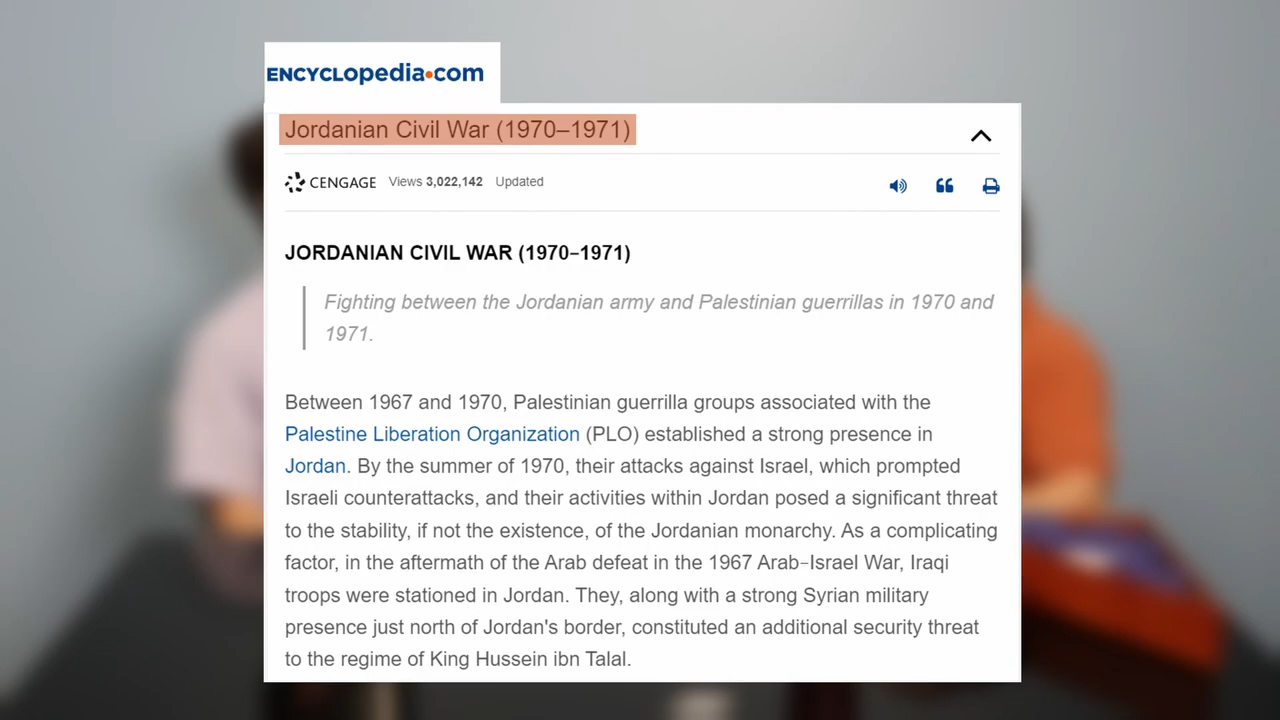 ENCYCLopedia.com
Jordanian Civil War (1970–1971)
CENGAGE Views 3,022,142 Updated
JORDANIAN CIVIL WAR (1970–1971)
Fighting between the Jordanian army and Palestinian guerrillas in 1970 and
1971.
Between 1967 and 1970, Palestinian guerrilla groups associated with the
Palestine Liberation Organization (PLO) established a strong presence in
Jordan. By the summer of 1970, their attacks against Israel, which prompted
Israeli counterattacks, and their activities within Jordan posed a significant threat
to the stability, if not the existence, of the Jordanian monarchy. As a complicating
factor, in the aftermath of the Arab defeat in the 1967 Arab–Israel War, Iraqi
troops were stationed in Jordan. They, along with a strong Syrian military
presence just north of Jordan's border, constituted an additional security threat
to the regime of King Hussein ibn Talal.